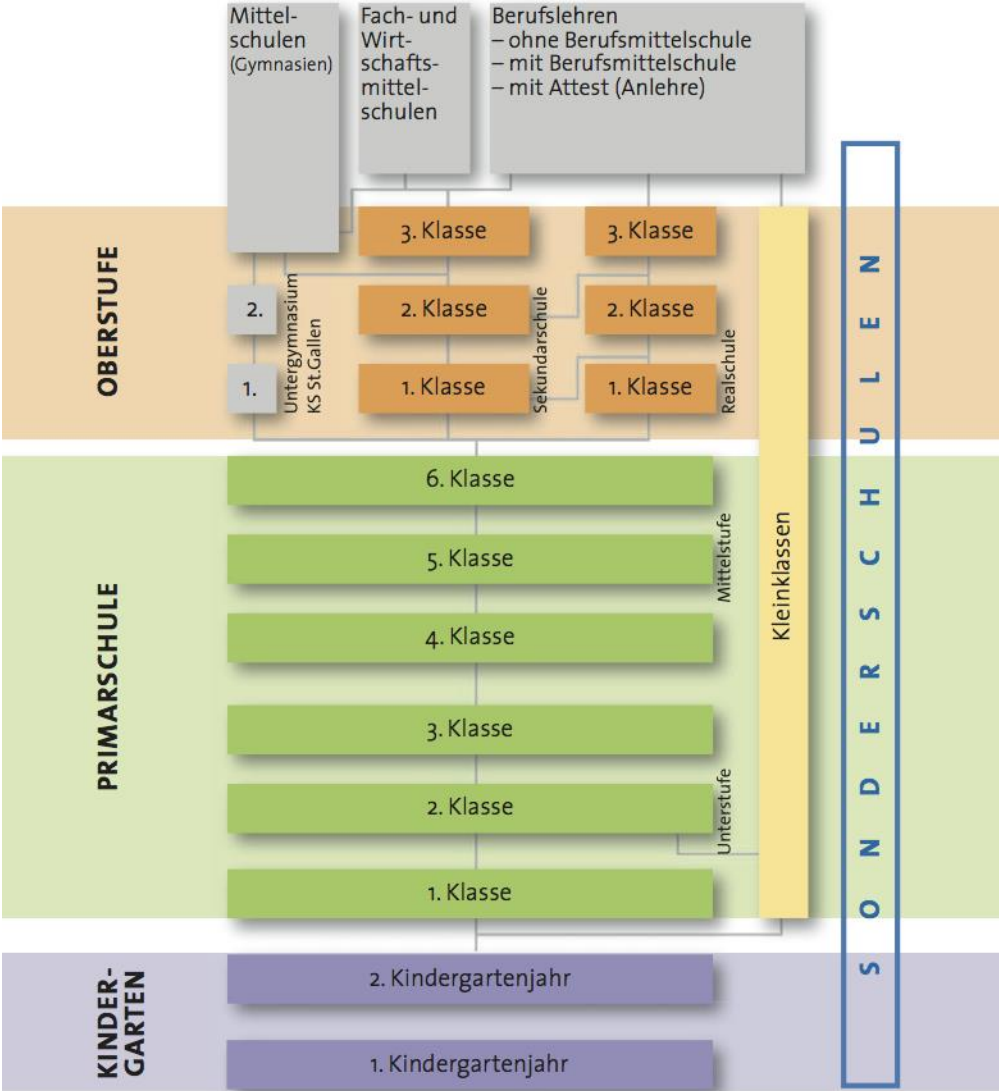 Mittel-
schulen
(Gymnasien)
Fach- und
Wirt-
schafts-
mittel-
schulen
Berufslehren
– ohne Berufsmittelschule
– mit Berufsmittelschule
– mit Attest (Anlehre)
OBERSTUFE
3. Klasse
3. Klasse
2.
Untergymnasium
KS St.Gallen
2. Klasse
Sekundarschule
2. Klasse
Realschule
1.
1. Klasse
1. Klasse
PRIMARSCHULE
6. Klasse
5. Klasse
Mittelstufe
4. Klasse
3. Klasse
2. Klasse
Unterstufe
1. Klasse
Kleinklassen
SONDERSCHULEN
KINDER-
GARTEN
2. Kindergartenjahr
1. Kindergartenjahr